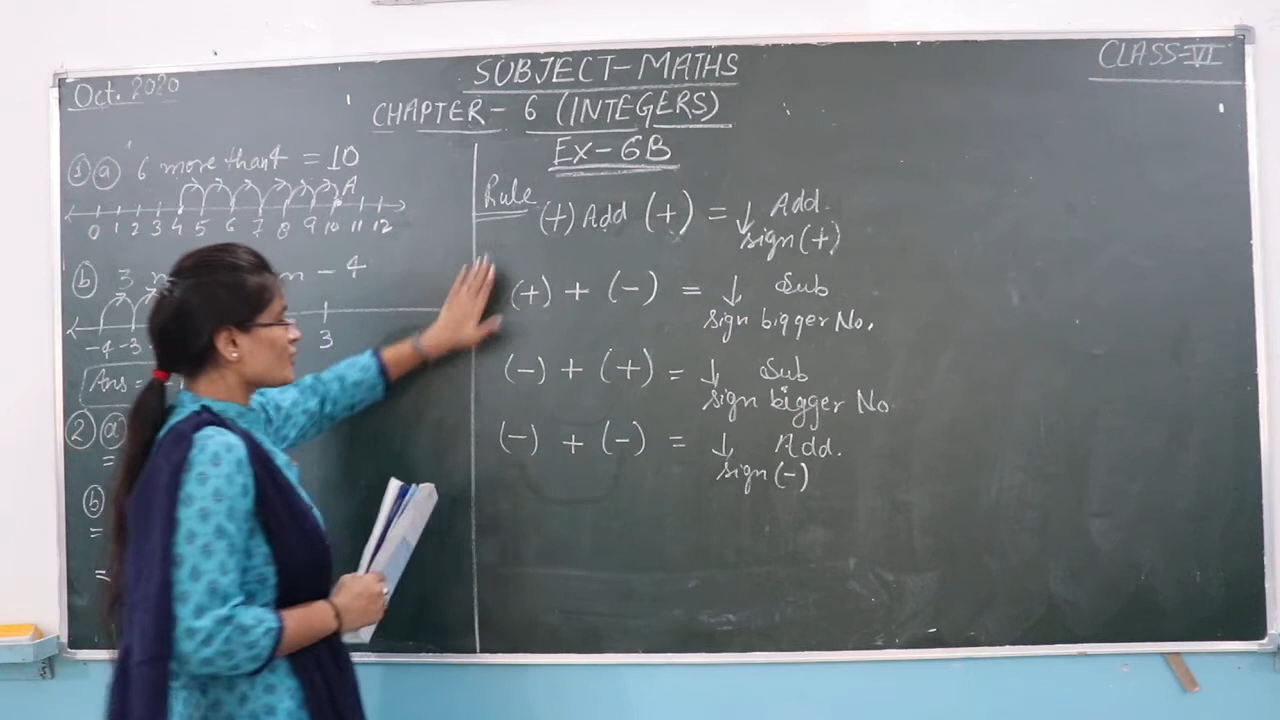 Oct. 2020
SUBJECT-MATHS
CLASS-VI
CHAPTER- 6 (INTEGERS)
EX-6B
① ⓐ 6 more than 4 = 10
A
0 1 2 3 4 5 6 7 8 9 10 11 12
ⓑ 3 - 4
-4 -3 3
Ans =
② ⓐ
=
ⓑ
=
=
Rule
(+) Add (+) = ↓ Add.
sign (+)
(+) + (-) = ↓ Sub
sign bigger No.
(-) + (+) = ↓ Sub
sign bigger No.
(-) + (-) = ↓ Add.
sign (-)